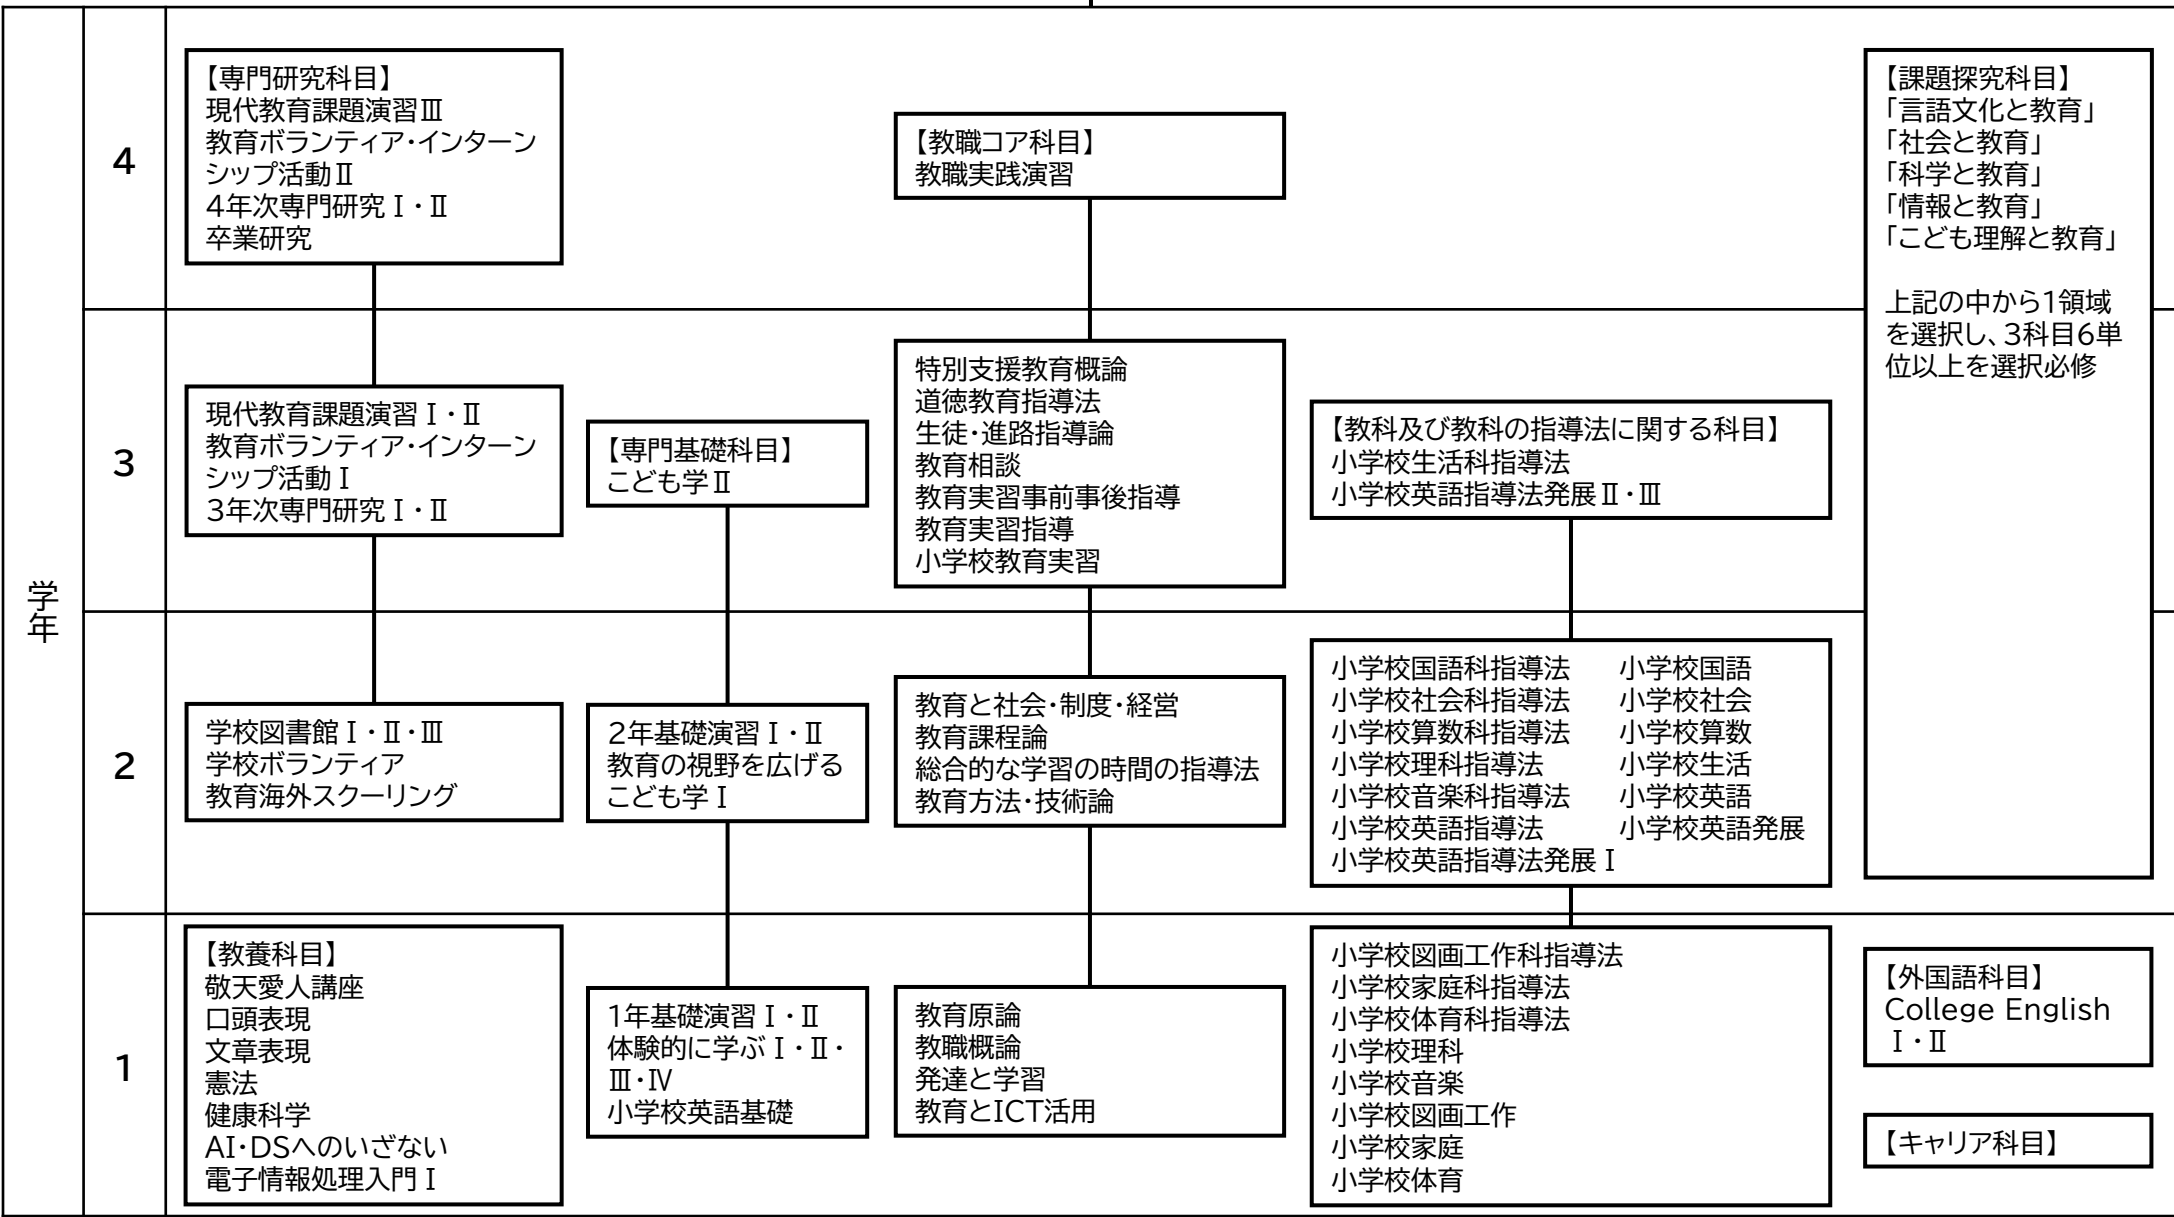 学年
4
【専門研究科目】
現代教育課題演習Ⅲ
教育ボランティア・インターン
シップ活動Ⅱ
4年次専門研究Ⅰ・Ⅱ
卒業研究
【教職コア科目】
教職実践演習
【課題探究科目】
「言語文化と教育」
「社会と教育」
「科学と教育」
「情報と教育」
「こども理解と教育」
上記の中から1領域
を選択し、3科目6単
位以上を選択必修
3
現代教育課題演習Ⅰ・Ⅱ
教育ボランティア・インターン
シップ活動Ⅰ
3年次専門研究Ⅰ・Ⅱ
【専門基礎科目】
こども学Ⅱ
特別支援教育概論
道徳教育指導法
生徒・進路指導論
教育相談
教育実習事前事後指導
教育実習指導
小学校教育実習
【教科及び教科の指導法に関する科目】
小学校生活科指導法
小学校英語指導法発展Ⅱ・Ⅲ
2
学校図書館Ⅰ・Ⅱ・Ⅲ
学校ボランティア
教育海外スクーリング
2年基礎演習Ⅰ・Ⅱ
教育の視野を広げる
こども学Ⅰ
教育と社会・制度・経営
教育課程論
総合的な学習の時間の指導法
教育方法・技術論
小学校国語科指導法 小学校国語
小学校社会科指導法 小学校社会
小学校算数科指導法 小学校算数
小学校理科指導法 小学校生活
小学校音楽科指導法 小学校英語
小学校英語指導法 小学校英語発展
小学校英語指導法発展Ⅰ
1
【教養科目】
敬天愛人講座
口頭表現
文章表現
憲法
健康科学
AI・DSへのいざない
電子情報処理入門Ⅰ
1年基礎演習Ⅰ・Ⅱ
体験的に学ぶⅠ・Ⅱ・
Ⅲ・Ⅳ
小学校英語基礎
教育原論
教職概論
発達と学習
教育とICT活用
小学校図画工作科指導法
小学校家庭科指導法
小学校体育科指導法
小学校理科
小学校音楽
小学校図画工作
小学校家庭
小学校体育
【外国語科目】
College English
Ⅰ・Ⅱ
【キャリア科目】